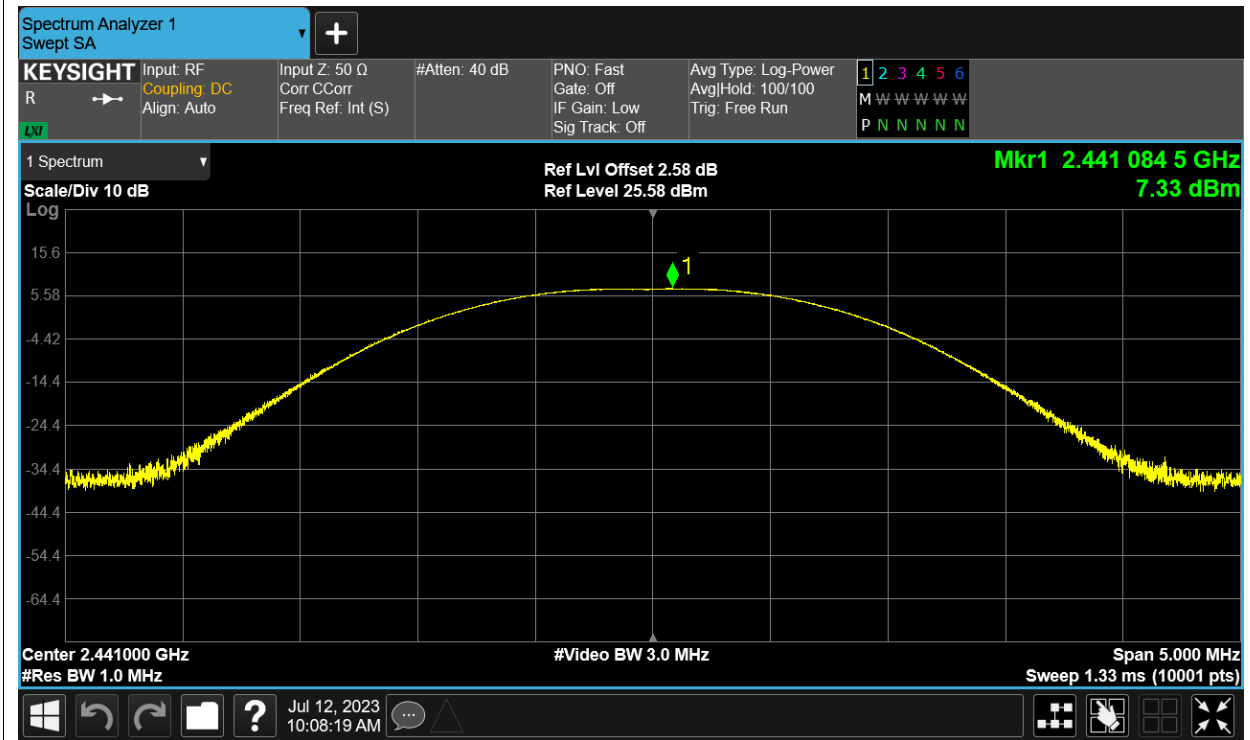 Spectrum Analyzer 1
Swept SA
KEYSIGHT
R
LXI
Input: RF
Coupling: DC
Align: Auto
Input Z: 50 Ω
Corr CCorr
Freq Ref: Int (S)
#Atten: 40 dB
PNO: Fast
Gate: Off
IF Gain: Low
Sig Track: Off
Avg Type: Log-Power
Avg|Hold: 100/100
Trig: Free Run
1 2 3 4 5 6
M W W W W W
P N N N N N
1 Spectrum
Scale/Div 10 dB
Log
Ref Lvl Offset 2.58 dB
Ref Level 25.58 dBm
Mkr1 2.441 084 5 GHz
7.33 dBm
15.6
1
5.58
-4.42
-14.4
-24.4
-34.4
-44.4
-54.4
-64.4
Center 2.441000 GHz
#Res BW 1.0 MHz
#Video BW 3.0 MHz
Span 5.000 MHz
Sweep 1.33 ms (10001 pts)
?
Jul 12, 2023
10:08:19 AM